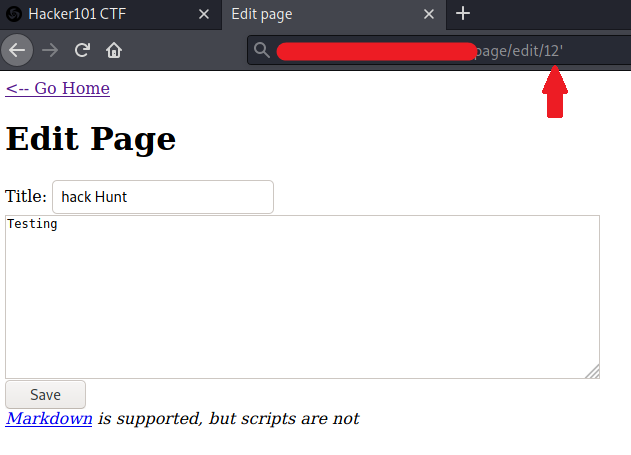 Hacker101 CTF
Edit page
page/edit/12'
<-- Go Home
Edit Page
Title: hack Hunt
Testing
Save
Markdown is supported, but scripts are not